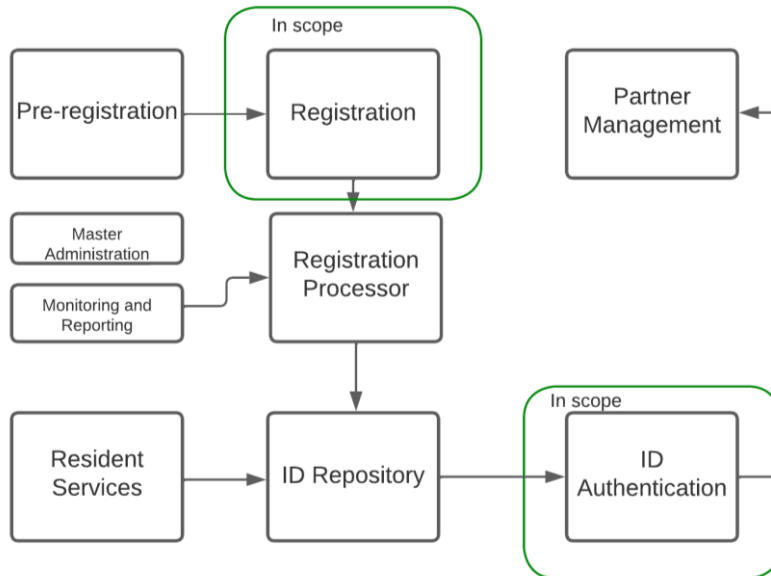 In scope
Pre-registration
Registration
Partner
Management
Master
Administration
Monitoring and
Reporting
Registration
Processor
In scope
Resident
Services
ID Repository
ID
Authentication